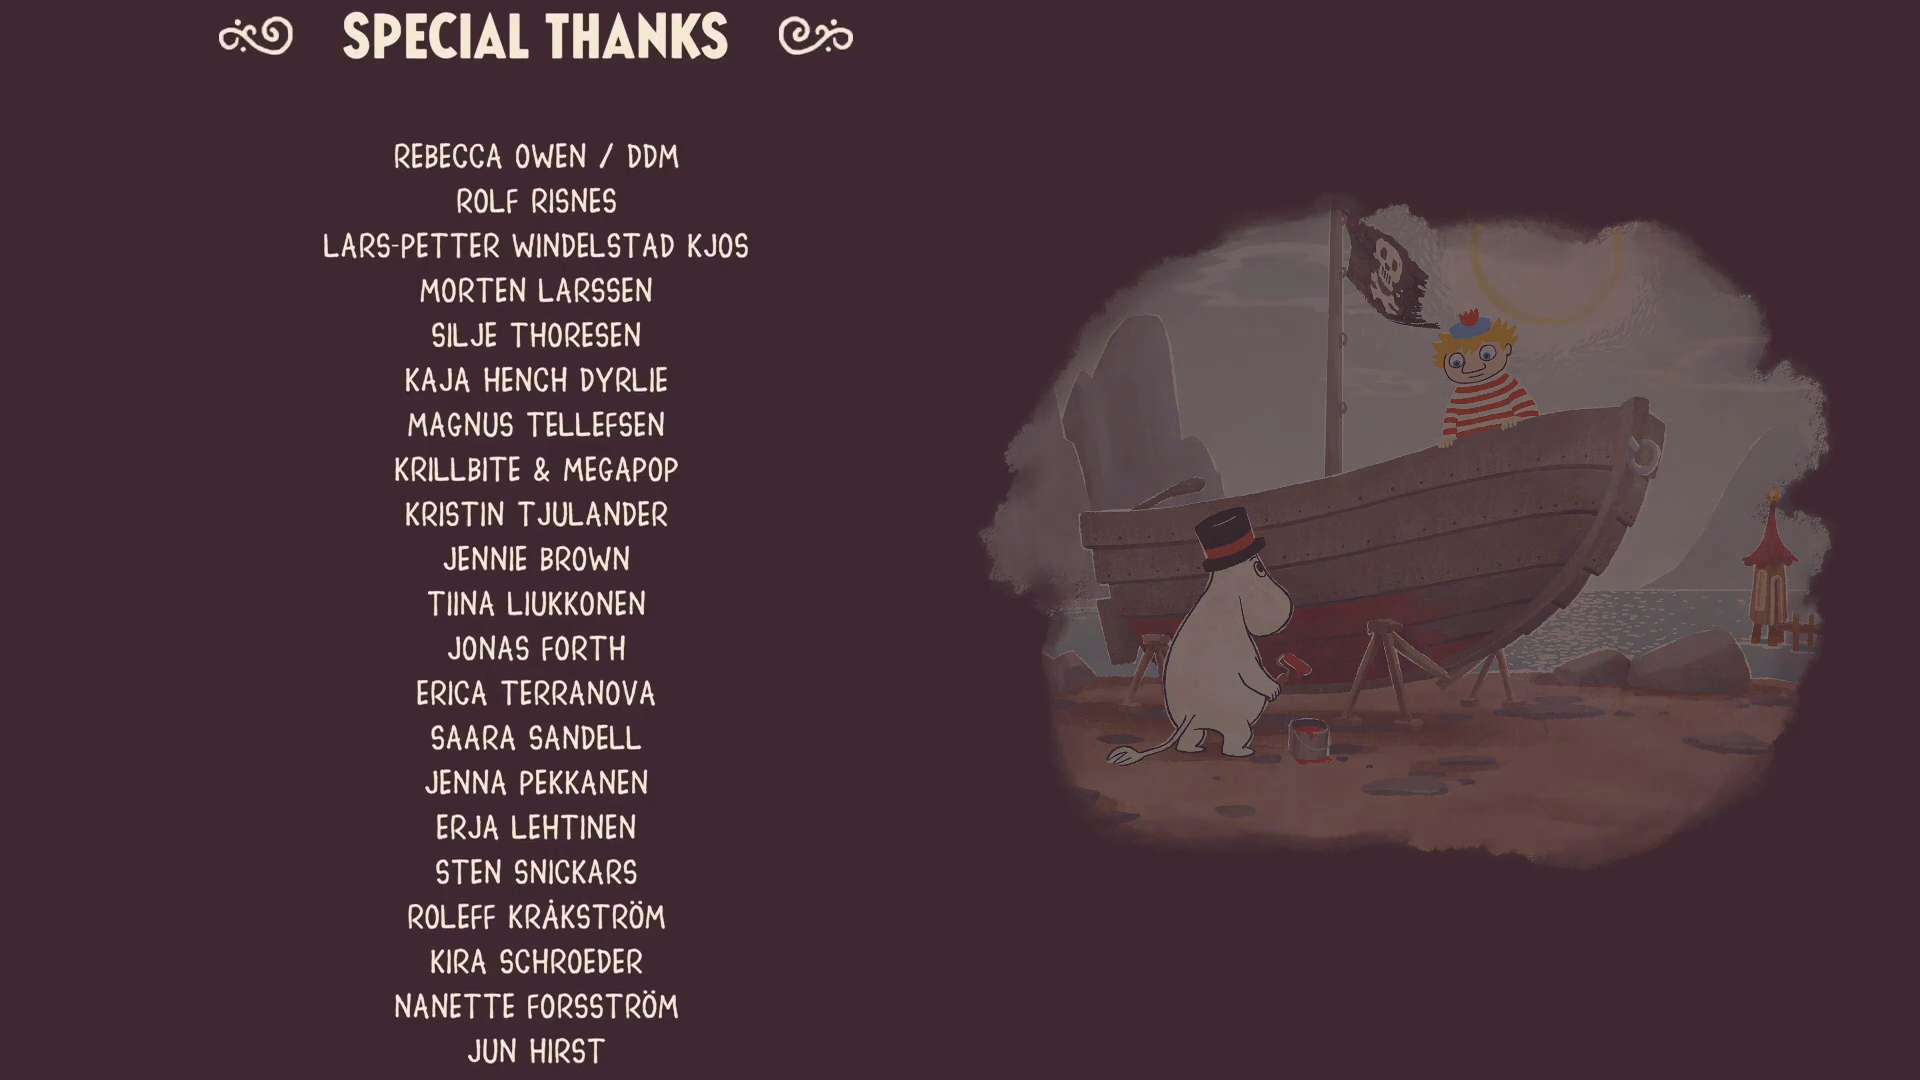 SPECIAL THANKS
REBECCA OWEN / DDM
ROLF RISNES
LARS-PETTER WINDELSTAD KJOS
MORTEN LARSSEN
SILJE THORESEN
KAJA HENCH DYRLIE
MAGNUS TELLEFSEN
KRILLBITE & MEGAPOP
KRISTIN TJULANDER
JENNIE BROWN
TIINA LIUKKONEN
JONAS FORTH
ERICA TERRANOVA
SAARA SANDELL
JENNA PEKKANEN
ERJA LEHTINEN
STEN SNICKARS
ROLEFF KRÅKSTRÖM
KIRA SCHROEDER
NANETTE FORSSTRÖM
JUN HIRST